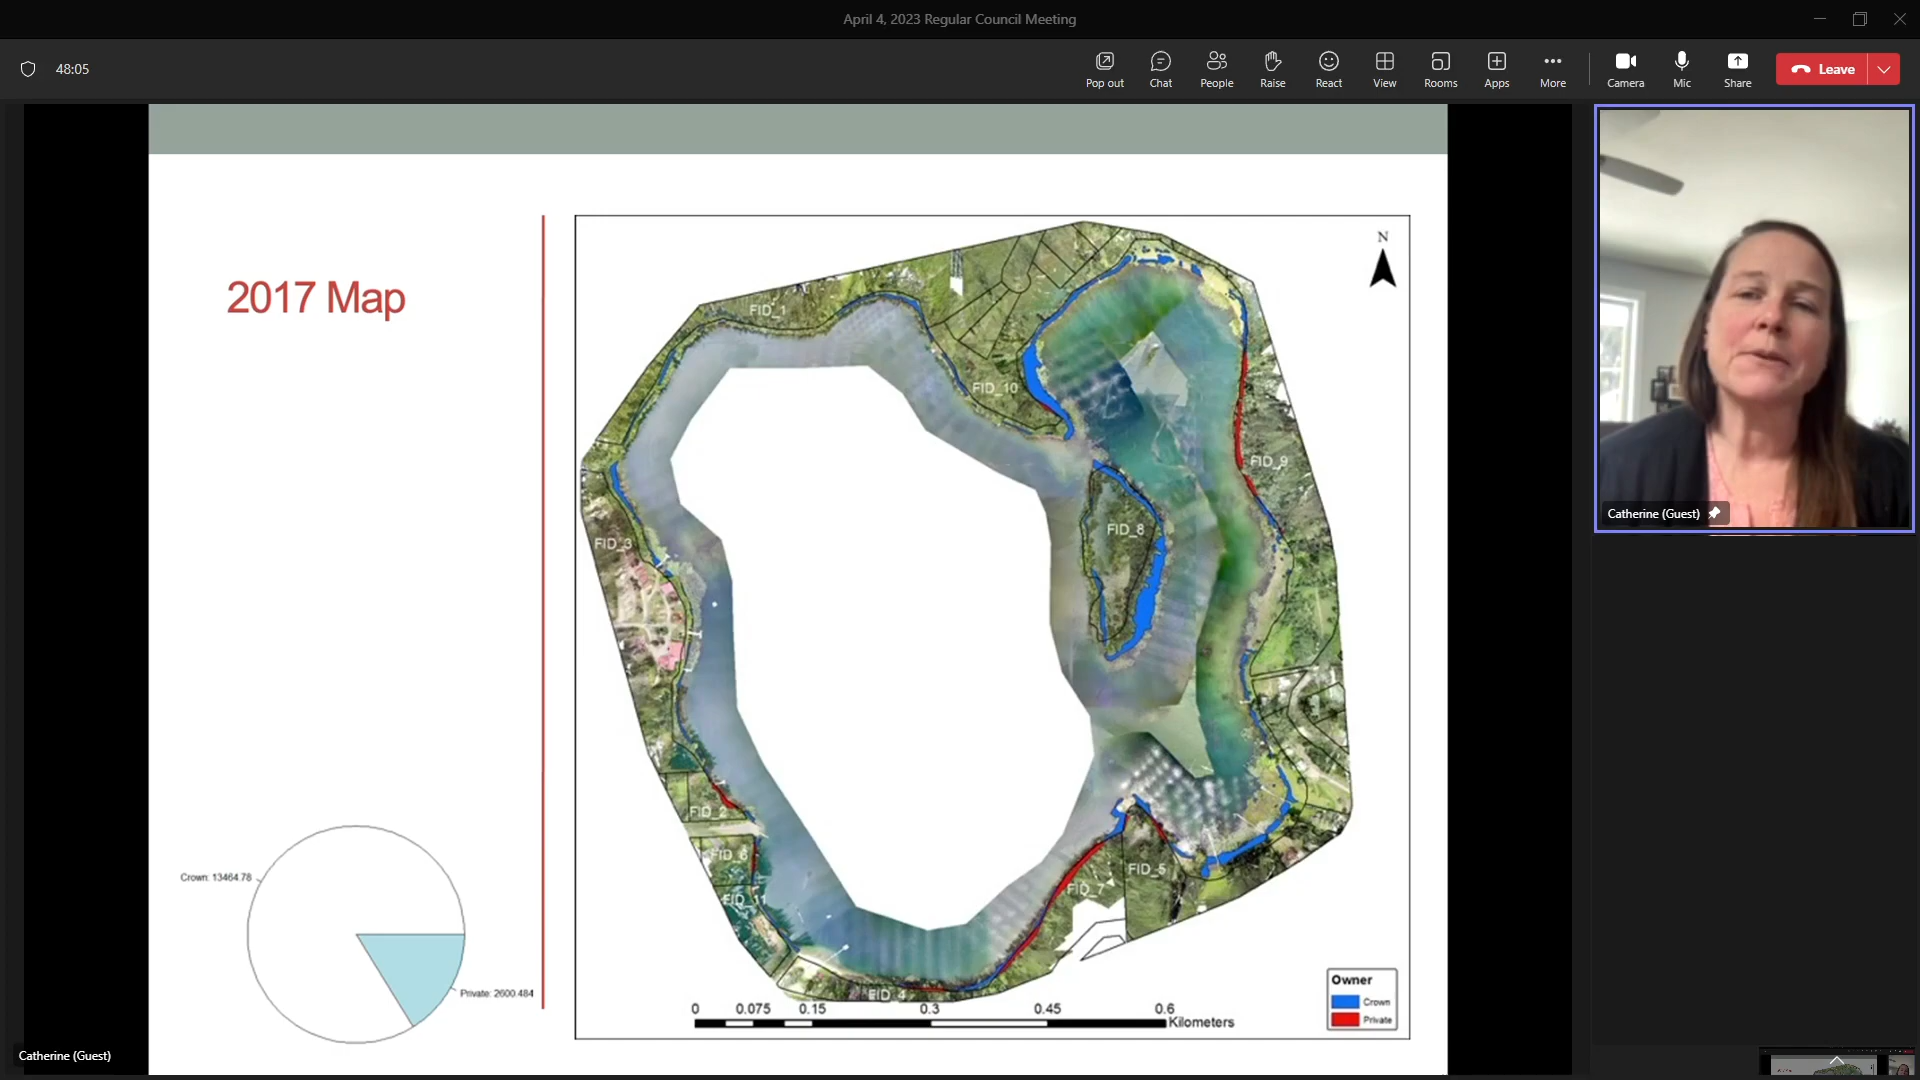 April 4, 2023 Regular Council Meeting
48:05
Pop out
Chat
People
Raise
React
View
Rooms
Apps
More
Camera
Mic
Share
Leave
2017 Map
N
FID_1
FID_10
FID_9
FID_8
FID_3
FID_2
FID_6
FID_11
FID_7
FID_5
FID_4
Crown: 13464.78
Private: 2600.484
0 0.075 0.15 0.3 0.45 0.6
Kilometers
Owner
Crown
Private
Catherine (Guest)
Catherine (Guest)